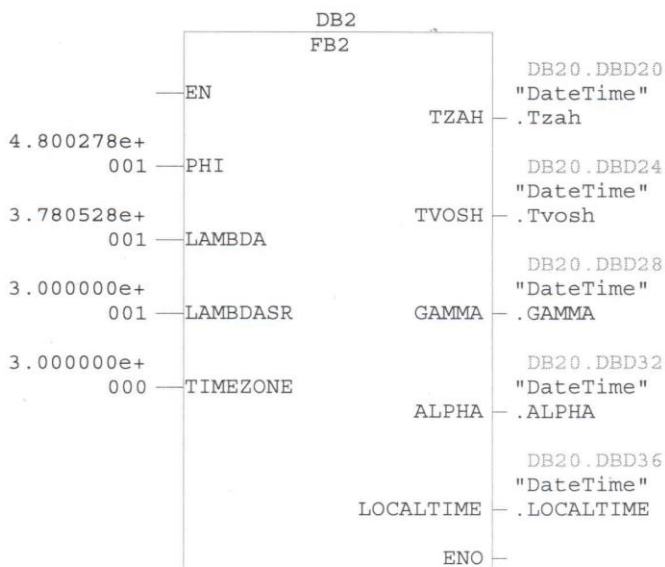 DB2
FB2
EN
4.800278e+
001
PHI
3.780528e+
001
LAMBDA
3.000000e+
001
LAMBDASR
3.000000e+
000
TIMEZONE
DB20.DBD20
"DateTime"
TZAH
.Tzah
DB20.DBD24
"DateTime"
TVOSH
.Tvosh
DB20.DBD28
"DateTime"
GAMMA
.GAMMA
DB20.DBD32
"DateTime"
ALPHA
.ALPHA
DB20.DBD36
"DateTime"
LOCALTIME
.LOCALTIME
ENO